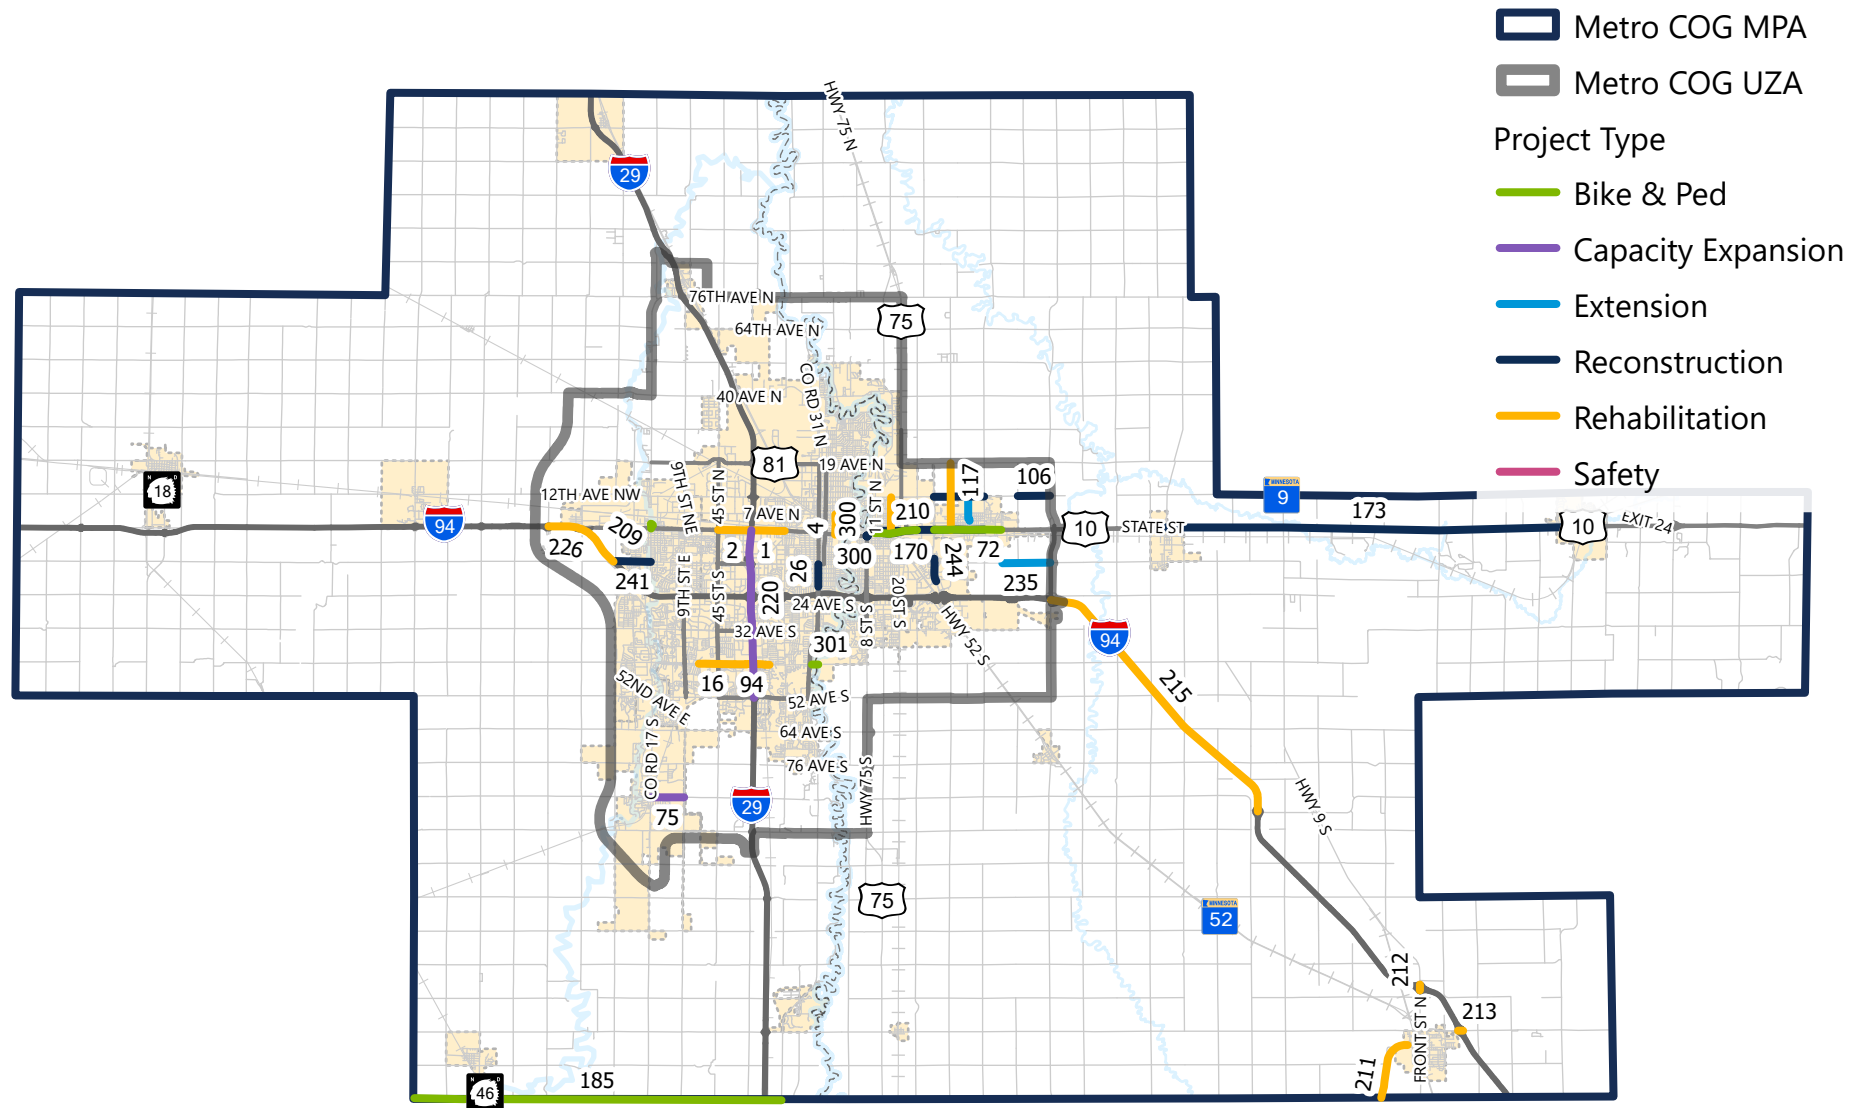 Metro COG MPA
Metro COG UZA
Project Type
Bike & Ped
Capacity Expansion
Extension
Reconstruction
Rehabilitation
Safety
HWY 75 N
29
76TH AVE N
75
64TH AVE N
CO RD 31 N
40 AVE N
81
19 AVE N
9TH ST NE
45 ST N
11 ST N
117
106
N D
18
12TH AVE NW
7 AVE N
4
300
210
MINNESOTA
9
173
94
209
10
STATE ST
10
EXIT 24
226
2
1
300
170
244
72
241
9TH ST E
45 ST S
26
220
235
24 AVE S
8 ST S
20 ST S
HWY 52 S
32 AVE S
301
94
16
94
52ND AVE E
52 AVE S
215
64 AVE S
CO RD 17 S
76 AVE S
HWY 75 S
75
29
HWY 9 S
75
MINNESOTA
52
212
213
FRONT ST N
211
185
N D
46